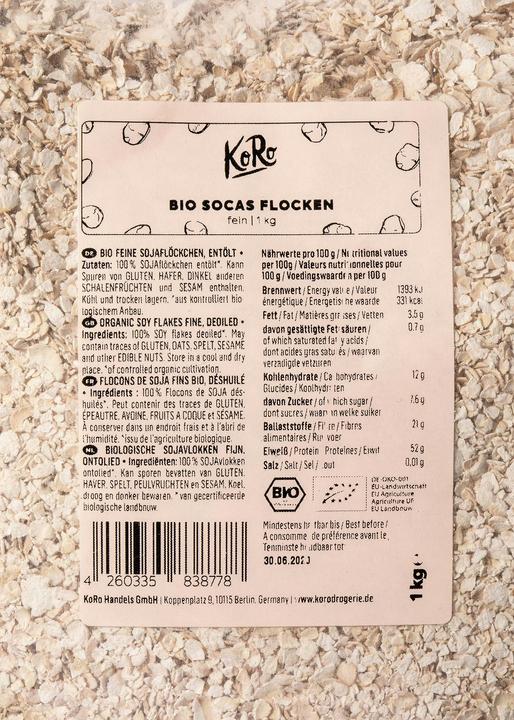 KoRo
BIO SOCAS FLOCKEN
fein | 1 kg
DE BIO FEINE SOJAFLÖCKCHEN, ENTÖLT •
Zutaten: 100% SOJAflöckchen entölt*. Kann
Spuren von GLUTEN, HAFER, DINKEL anderen
SCHALENFRÜCHTEN und SESAM enthalten.
Kühl und trocken lagern. *aus kontrolliert bio
logischem Anbau.
GB ORGANIC SOY FLAKES FINE, DEOILED •
Ingredients: 100% SOY flakes deoiled*. May
contain traces of GLUTEN, OATS, SPELT, SESAME
and other EDIBLE NUTS. Store in a cool and dry
place. *of controlled organic cultivation.
FR FLOCONS DE SOJA FINS BIO, DÉSHUILÉ
• Ingrédients : 100% Flocons de SOJA dés-
huilés*. Peut contenir des traces de GLUTEN,
ÉPEAUTRE, AVOINE, FRUITS A COQUE et SÉSAME.
À conserver dans un endroit frais et à l'abri de
l'humidité. *issu de l'agriculture biologique.
NL BIOLOGISCHE SOJAVLOKKEN FIJN,
ONTOLIED • Ingrediënten: 100% SOJAvlokken
ontolied*. Kan sporen bevatten van GLUTEN,
HAVER, SPELT, PEULVRUCHTEN en SESAM. Koel,
droog en donker bewaren. *van gecertificeerde
biologische landbouw.
4 260335 838778
KoRo Handels GmbH | Koppenplatz 9, 10115 Berlin, Germany | www.korodrogerie.de
Nährwerte pro 100 g / Nutritional values
per 100g / Valeurs nutritionnelles pour
100 g / Voedingswaarde per 100 g
Brennwert / Energy value / Valeur 1393 kJ
énergétique / Energetische waarde 331 kcal
Fett / Fat / Matières grasses / Vetten 3,5 g
davon gesättigte Fettsäuren / 0,7 g
of which saturated fatty acids /
dont acides gras saturés / waarvan
verzadigde vetzuren
Kohlenhydrate / Carbohydrates / 12 g
Glucides / Koolhydraten
davon Zucker / of which sugar / 7,6 g
dont sucres / waarvan welke suiker
Ballaststoffe / Fibre / Fibres 21 g
alimentaires / Ruw voer
Eiweiß / Protein / Protéines / Eiwit 52 g
Salz / Salt / Sel / Zout 0,01 g
BIO
DE-ÖKO-001
EU-Landwirtschaft
EU Agriculture
Agriculture UE
EU Landbouw
Mindestens haltbar bis / Best before /
A consommer de préférence avant le,
Tenminste houdbaar tot
30.06.202
1 kg e